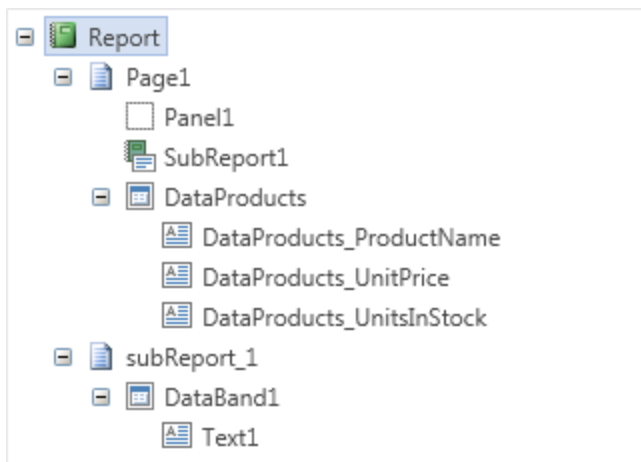 Report
Page1
Panel1
SubReport1
DataProducts
DataProducts_ProductName
DataProducts_UnitPrice
DataProducts_UnitsInStock
subReport_1
DataBand1
Text1